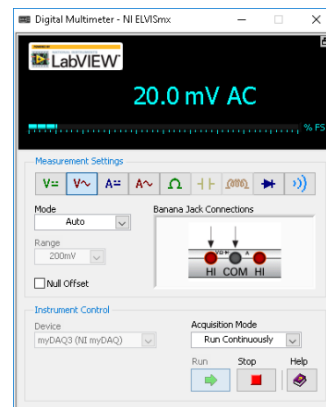 Digital Multimeter - NI ELVISmx
LabVIEW
20.0 mV AC
% FS
Measurement Settings
V= V~ A= A~ Ω
Mode Banana Jack Connections
Auto
Range
200mV
HI COM HI
Null Offset
Instrument Control
Device Acquisition Mode
myDAQ3 (NI myDAQ) Run Continuously
Run Stop Help